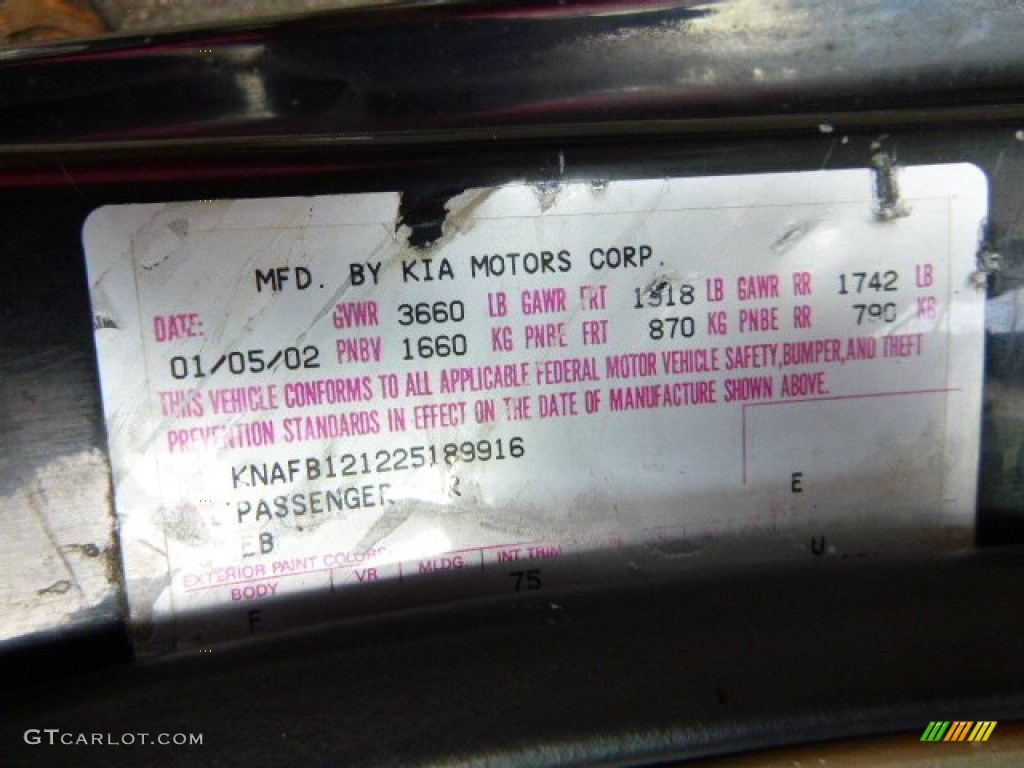 MFD. BY KIA MOTORS CORP.
DATE: GVWR 3660 LB GAWR FRT 1918 LB GAWR RR 1742 LB
01/05/02 PNBV 1660 KG PNBE FRT 870 KG PNBE RR 790 KG
THIS VEHICLE CONFORMS TO ALL APPLICABLE FEDERAL MOTOR VEHICLE SAFETY, BUMPER, AND THEFT
PREVENTION STANDARDS IN EFFECT ON THE DATE OF MANUFACTURE SHOWN ABOVE.
KNAFB121225189916
PASSENGER
E
EB
EXTERIOR PAINT COLORS
BODY VR MLDG. INT TRIM
F 75 U
GTCARLOT.COM